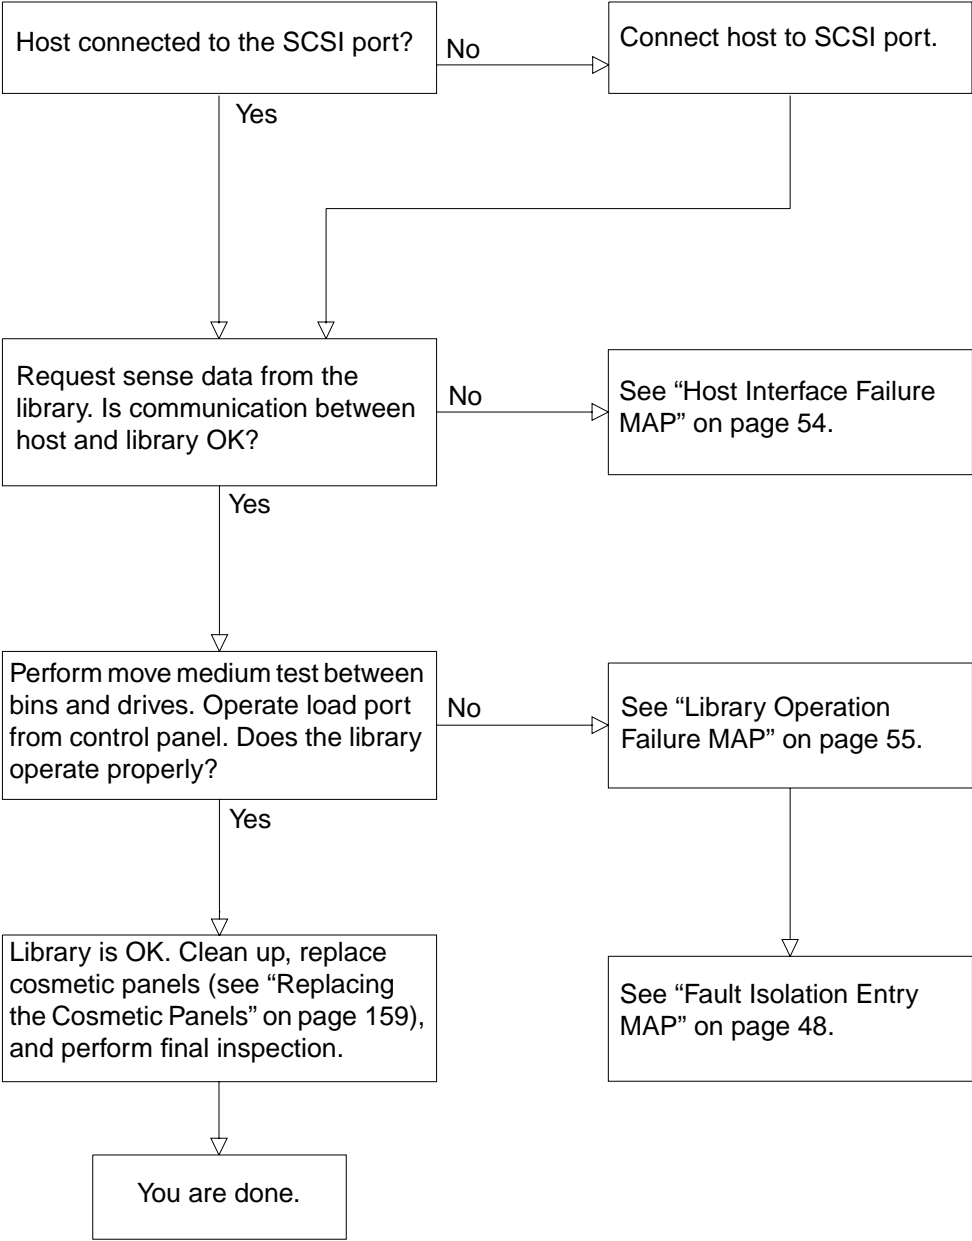 Host connected to the SCSI port?
No
Connect host to SCSI port.
Yes
Request sense data from the
library. Is communication between
host and library OK?
No
See “Host Interface Failure
MAP” on page 54.
Yes
Perform move medium test between
bins and drives. Operate load port
from control panel. Does the library
operate properly?
No
See “Library Operation
Failure MAP” on page 55.
Yes
Library is OK. Clean up, replace
cosmetic panels (see “Replacing
the Cosmetic Panels” on page 159),
and perform final inspection.
See “Fault Isolation Entry
MAP” on page 48.
You are done.